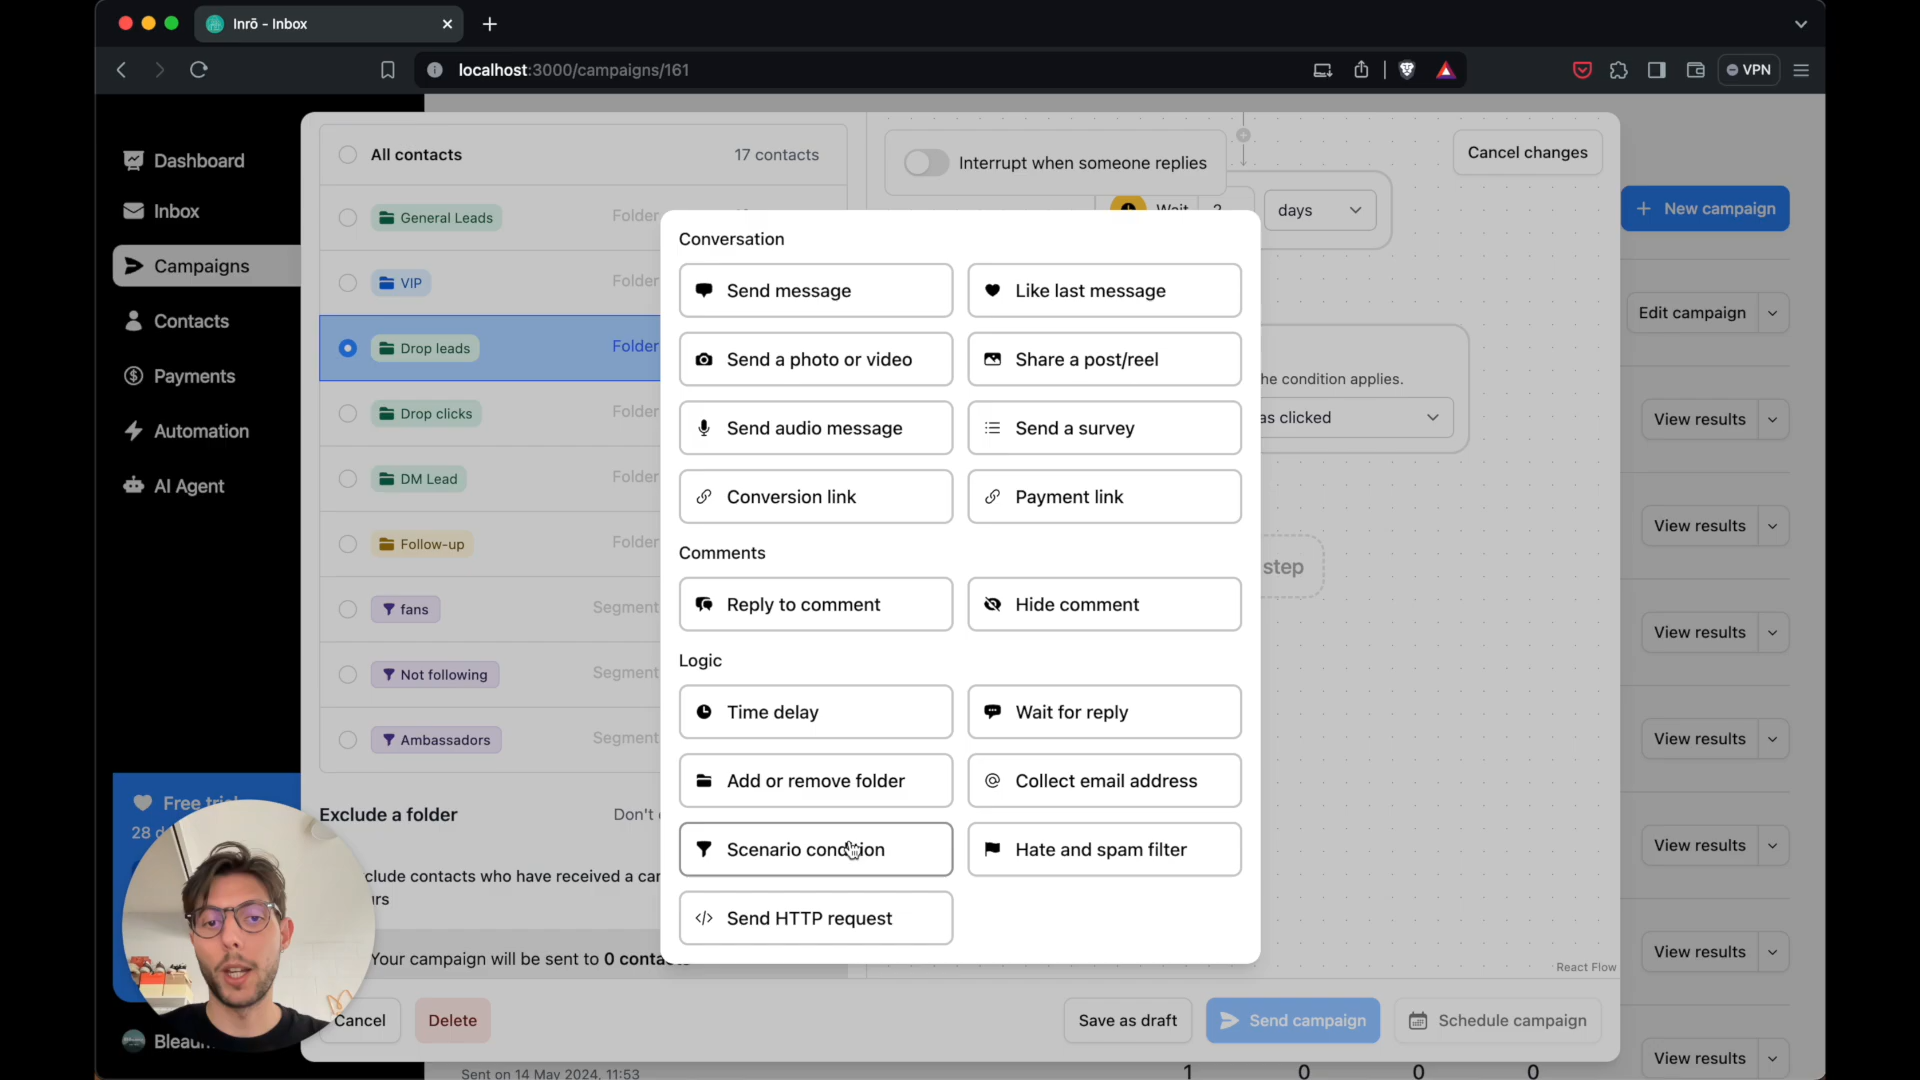 Inrō - Inbox
localhost:3000/campaigns/161
VPN
Dashboard
Inbox
Campaigns
Contacts
Payments
Automation
AI Agent
Free
28
All contacts
17 contacts
General Leads
Folder
VIP
Folder
Drop leads
Folder
Drop clicks
Folder
DM Lead
Folder
Follow-up
Folder
fans
Segment
Not following
Segment
Ambassadors
Segment
Exclude a folder
Don't
clude contacts who have received a
Your campaign will be sent to 0
Cancel
Delete
Interrupt when someone replies
Cancel changes
Wait
days
he condition applies.
as clicked
step
React Flow
Conversation
Send message
Like last message
Send a photo or video
Share a post/reel
Send audio message
Send a survey
Conversion link
Payment link
Comments
Reply to comment
Hide comment
Logic
Time delay
Wait for reply
Add or remove folder
Collect email address
Scenario condition
Hate and spam filter
Send HTTP request
Save as draft
Send campaign
Schedule campaign
New campaign
Edit campaign
View results
View results
View results
View results
View results
View results
View results
Sent on 14 May 2024, 11:53
1
0
0
0